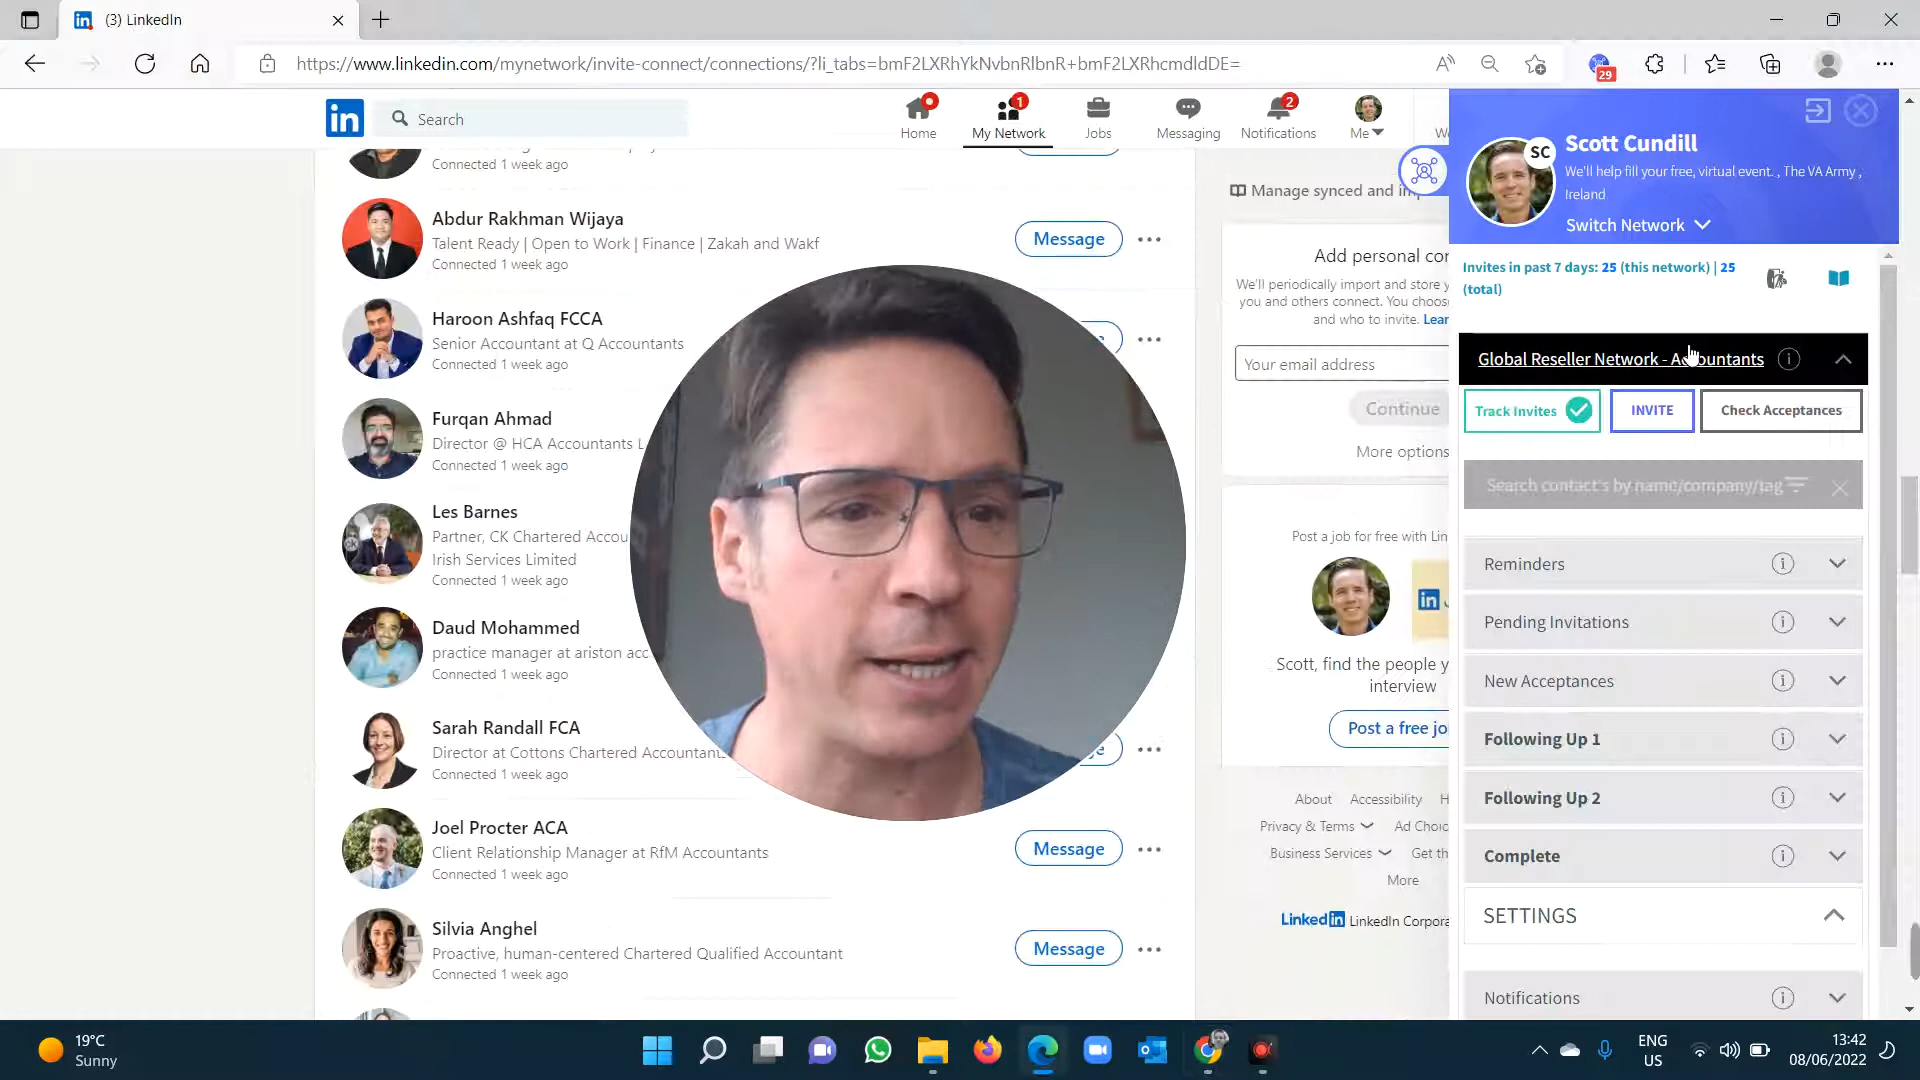 (3) LinkedIn
https://www.linkedin.com/mynetwork/invite-connect/connections/?li_tabs=bmF2LXRhYkNvbnRlbnR+bmF2LXRhcmdldDE=
29
in
Search
Home
1
My Network
Jobs
Messaging
2
Notifications
Me
Connected 1 week ago
Abdur Rakhman Wijaya
Talent Ready | Open to Work | Finance | Zakah and Wakf
Connected 1 week ago
Message
Haroon Ashfaq FCCA
Senior Accountant at Q Accountants
Connected 1 week ago
Furqan Ahmad
Director @ HCA Accountants L
Connected 1 week ago
Les Barnes
Partner, CK Chartered Accou
Irish Services Limited
Connected 1 week ago
Daud Mohammed
practice manager at ariston acc
Connected 1 week ago
Sarah Randall FCA
Director at Cottons Chartered Accountant
Connected 1 week ago
Joel Procter ACA
Client Relationship Manager at RfM Accountants
Connected 1 week ago
Message
Silvia Anghel
Proactive, human-centered Chartered Qualified Accountant
Connected 1 week ago
Message
Manage synced and im
Add personal cor
We'll periodically import and store y
you and others connect. You choos
and who to invite. Lear
Your email address
Continue
More options
Post a job for free with Lin
in
Scott, find the people y
interview
Post a free jo
About Accessibility H
Privacy & Terms Ad Choic
Business Services Get th
More
LinkedIn LinkedIn Corpora
SC
Scott Cundill
We'll help fill your free, virtual event. , The VA Army ,
Ireland
Switch Network
Invites in past 7 days: 25 (this network) | 25
(total)
Global Reseller Network - Accountants
Track Invites
INVITE
Check Acceptances
Search contact's by name/company/tag
Reminders
Pending Invitations
New Acceptances
Following Up 1
Following Up 2
Complete
SETTINGS
Notifications
19°C
Sunny
ENG
US
13:42
08/06/2022